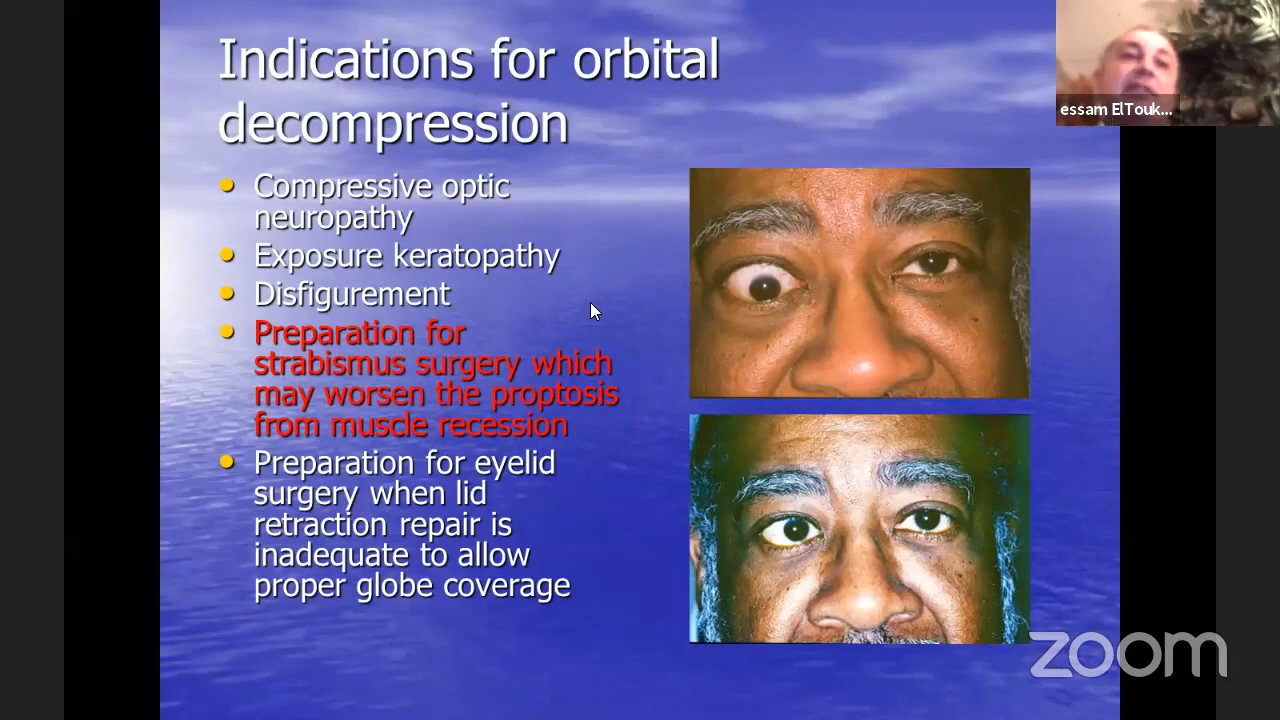 Indications for orbital
decompression
essam ElTouk...
• Compressive optic
neuropathy
• Exposure keratopathy
• Disfigurement
• Preparation for
strabismus surgery which
may worsen the proptosis
from muscle recession
• Preparation for eyelid
surgery when lid
retraction repair is
inadequate to allow
proper globe coverage
zoom